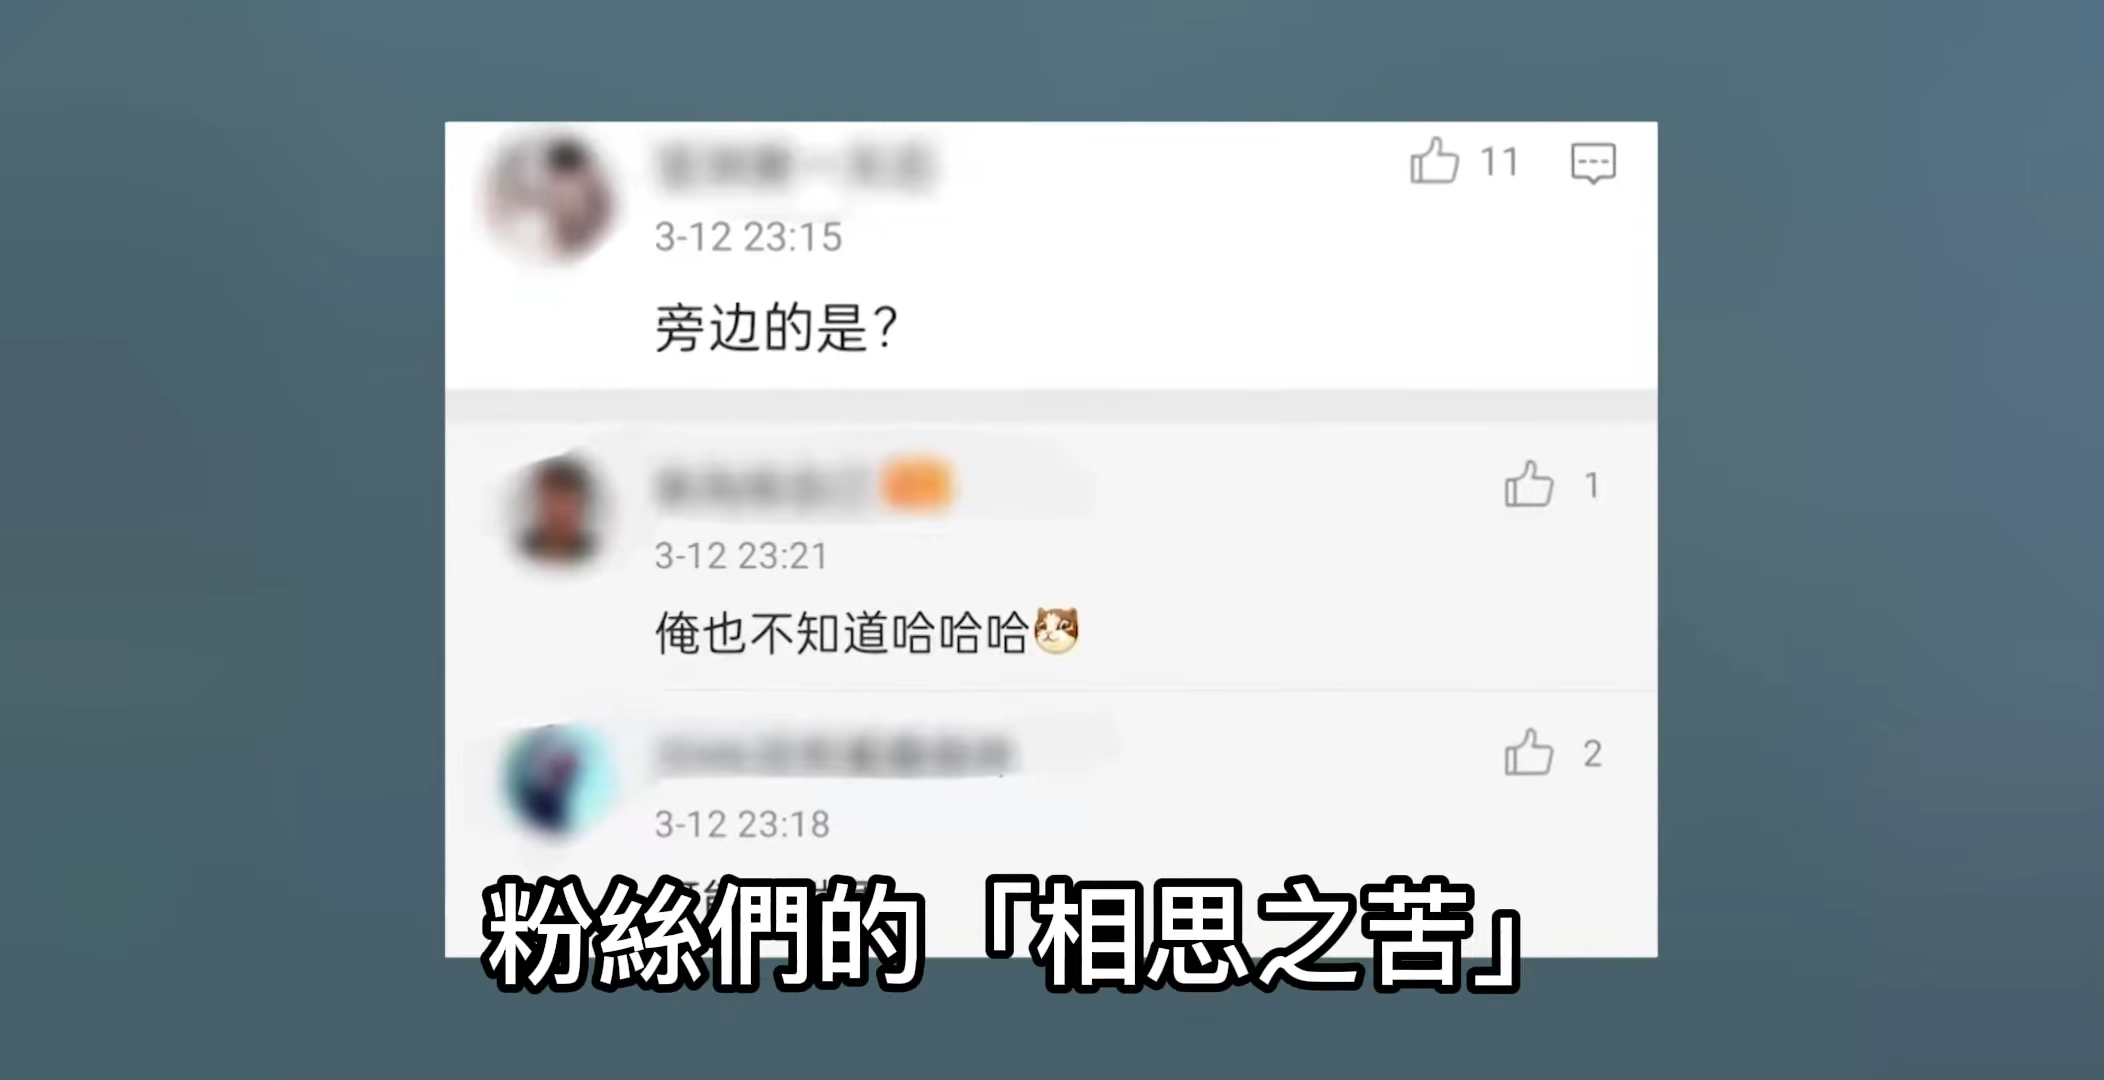 11
3-12 23:15
旁边的是？
1
3-12 23:21
俺也不知道哈哈哈
2
3-12 23:18
粉絲們的「相思之苦」